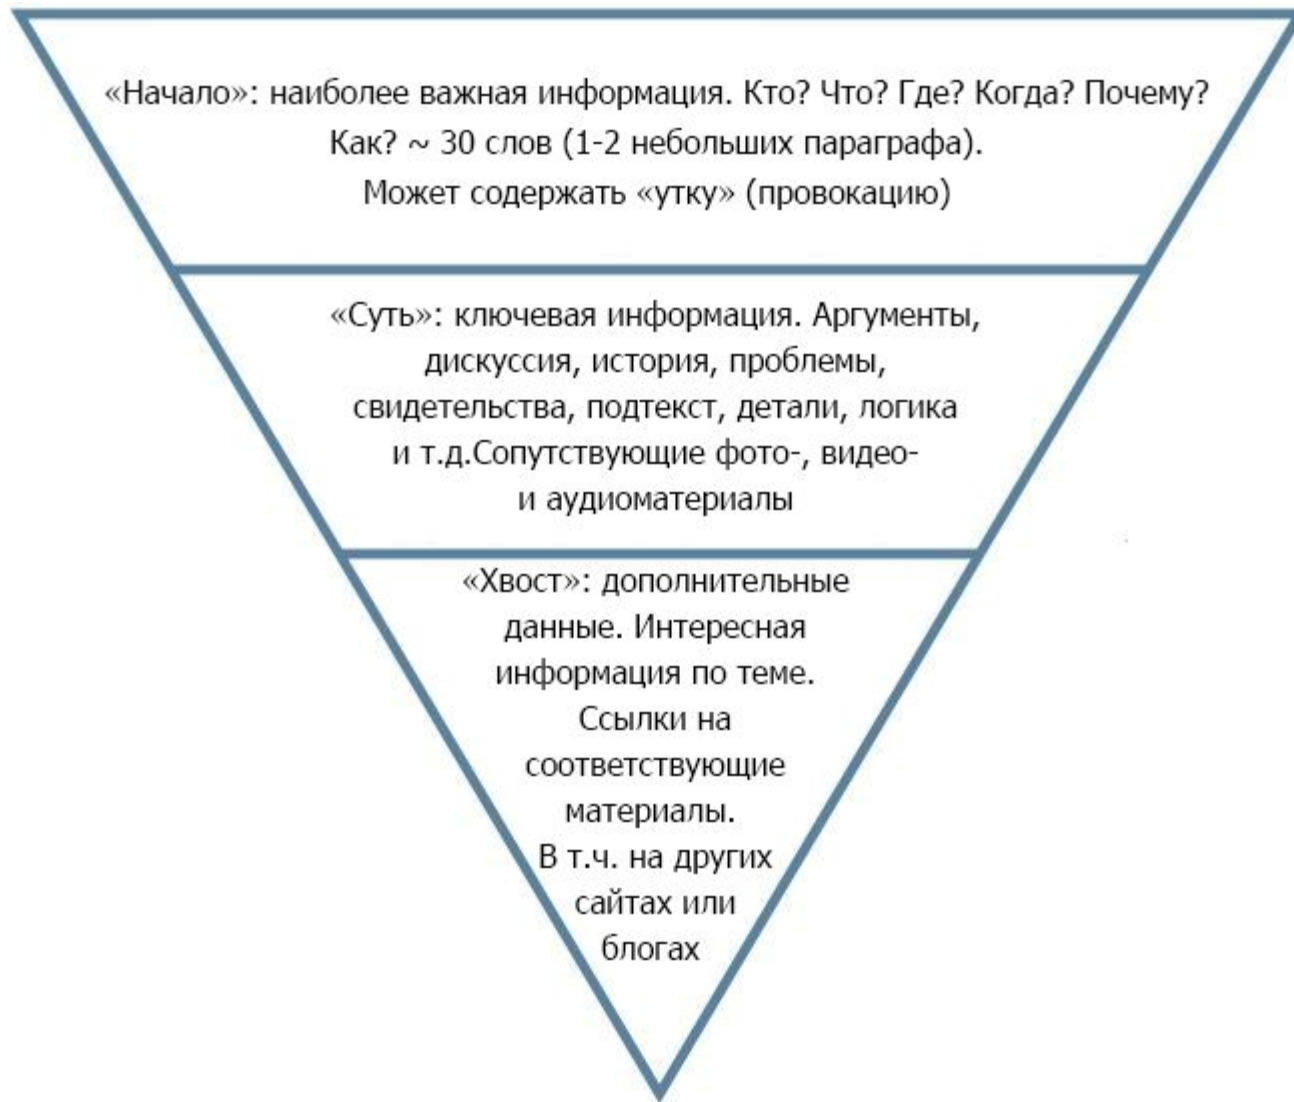 «Начало»: наиболее важная информация. Кто? Что? Где? Когда? Почему?
Как? ~ 30 слов (1-2 небольших параграфа).
Может содержать «утку» (провокацию)
«Суть»: ключевая информация. Аргументы,
дискуссия, история, проблемы,
свидетельства, подтекст, детали, логика
и т.д.Сопутствующие фото-, видео-
и аудиоматериалы
«Хвост»: дополнительные
данные. Интересная
информация по теме.
Ссылки на
соответствующие
материалы.
В т.ч. на других
сайтах или
блогах